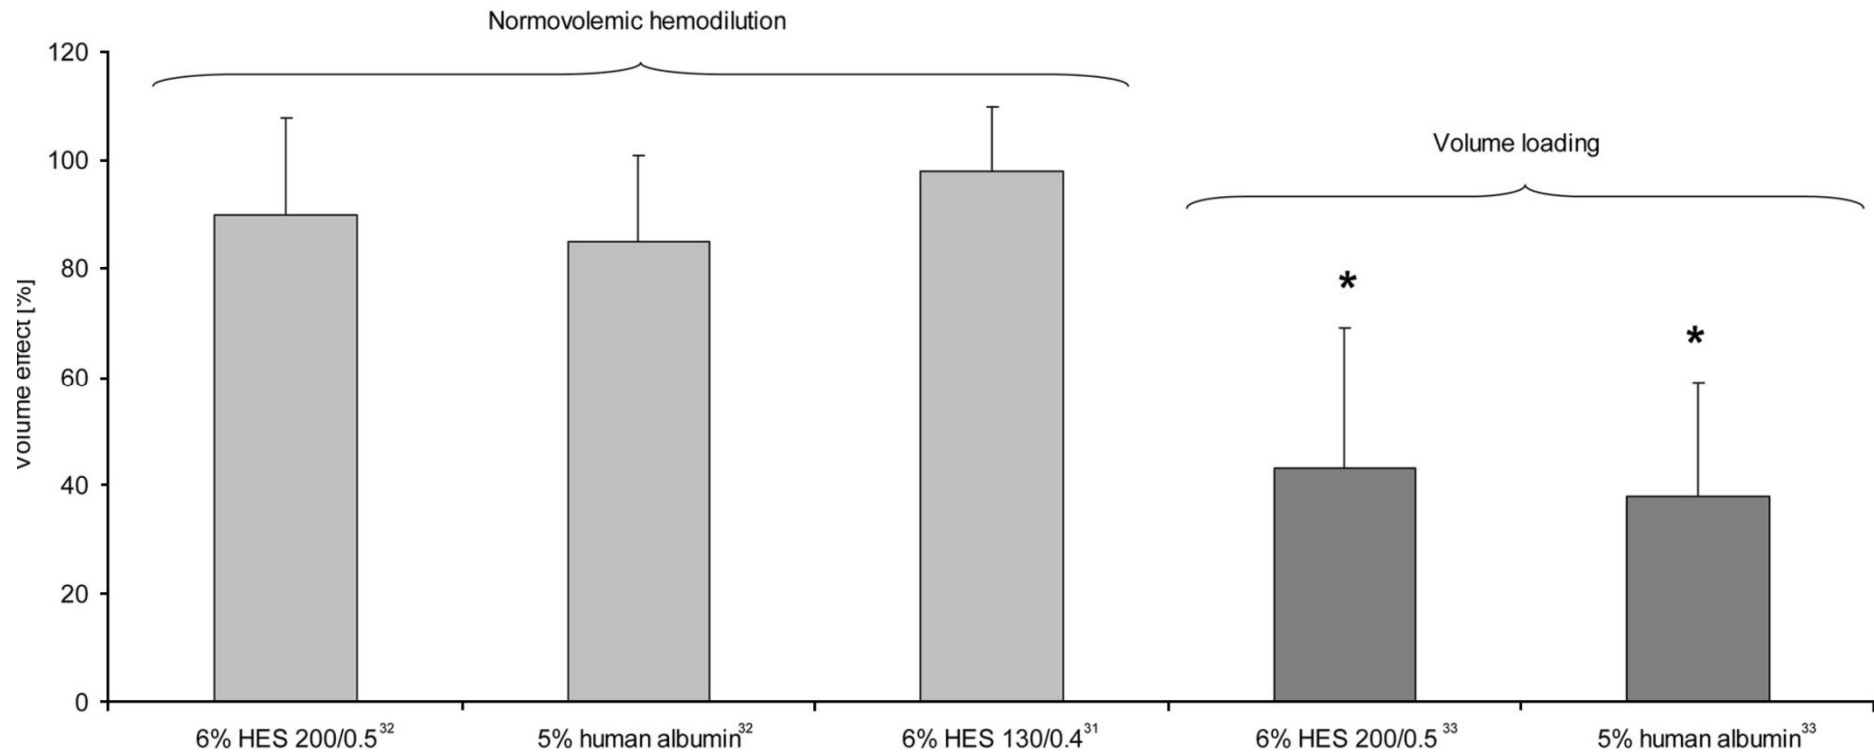 Normovolemic hemodilution
120
100
80
60
40
20
0
volume effect [%]
Volume loading
*
*
6% HES 200/0.5³²
5% human albumin³²
6% HES 130/0.4³¹
6% HES 200/0.5³³
5% human albumin³³